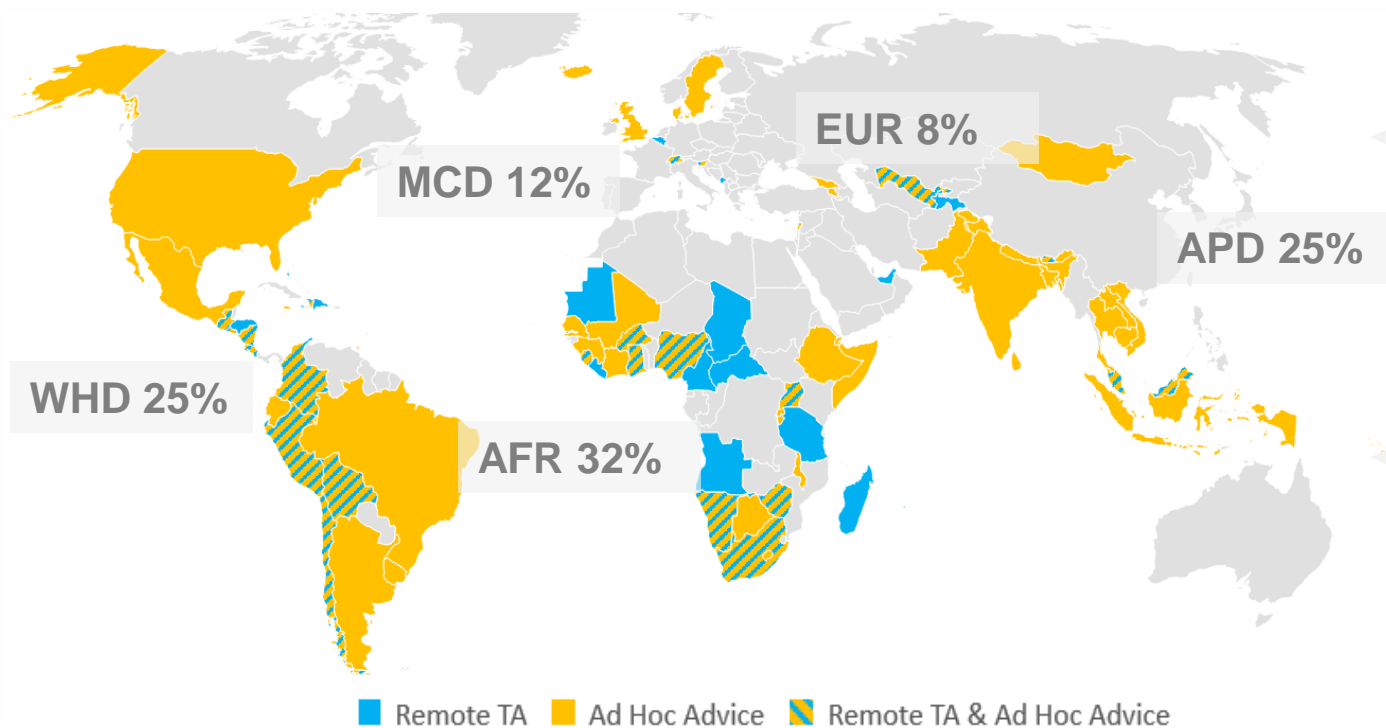 EUR 8%
MCD 12%
APD 25%
WHD 25%
AFR 32%
Remote TA Ad Hoc Advice Remote TA & Ad Hoc Advice